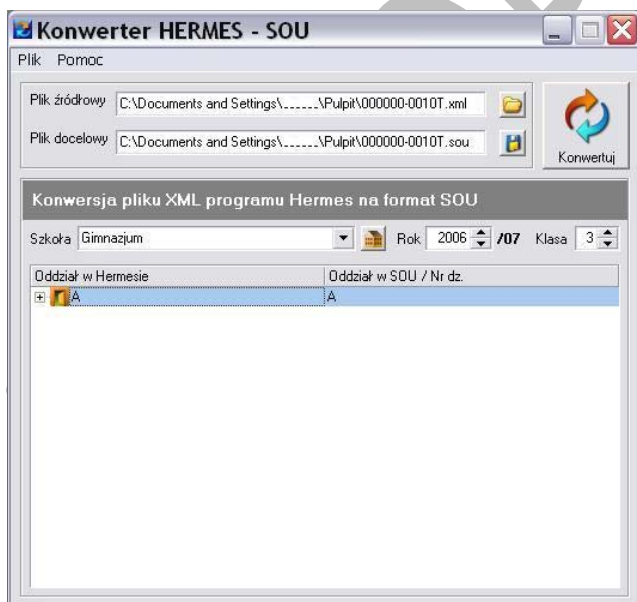 Konwerter HERMES - SOU
Plik Pomoc
Plik źródłowy C:\Documents and Settings\______\Pulpit\000000-0010T.xml
Plik docelowy C:\Documents and Settings\______\Pulpit\000000-0010T.sou
Konwertuj
Konwersja pliku XML programu Hermes na format SOU
Szkoła Gimnazjum Rok 2006 /07 Klasa 3
Oddział w Hermesie Oddział w SOU / Nr dz.
A A